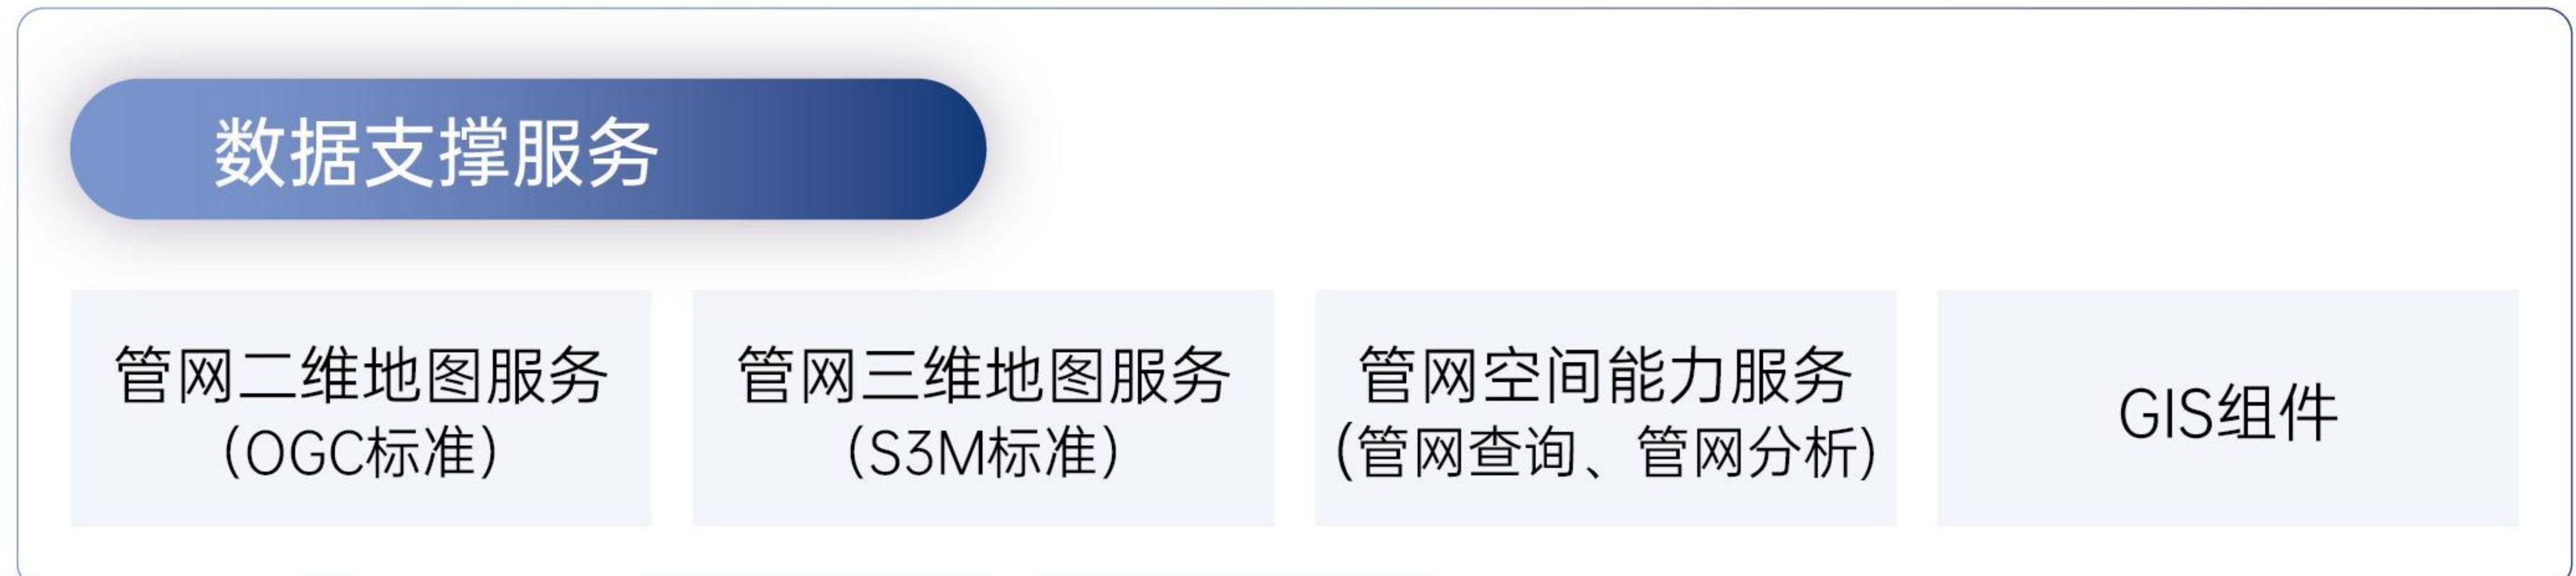 数据支撑服务
管网二维地图服务
（OGC标准）
管网三维地图服务
（S3M标准）
管网空间能力服务
(管网查询、管网分析)
GIS组件